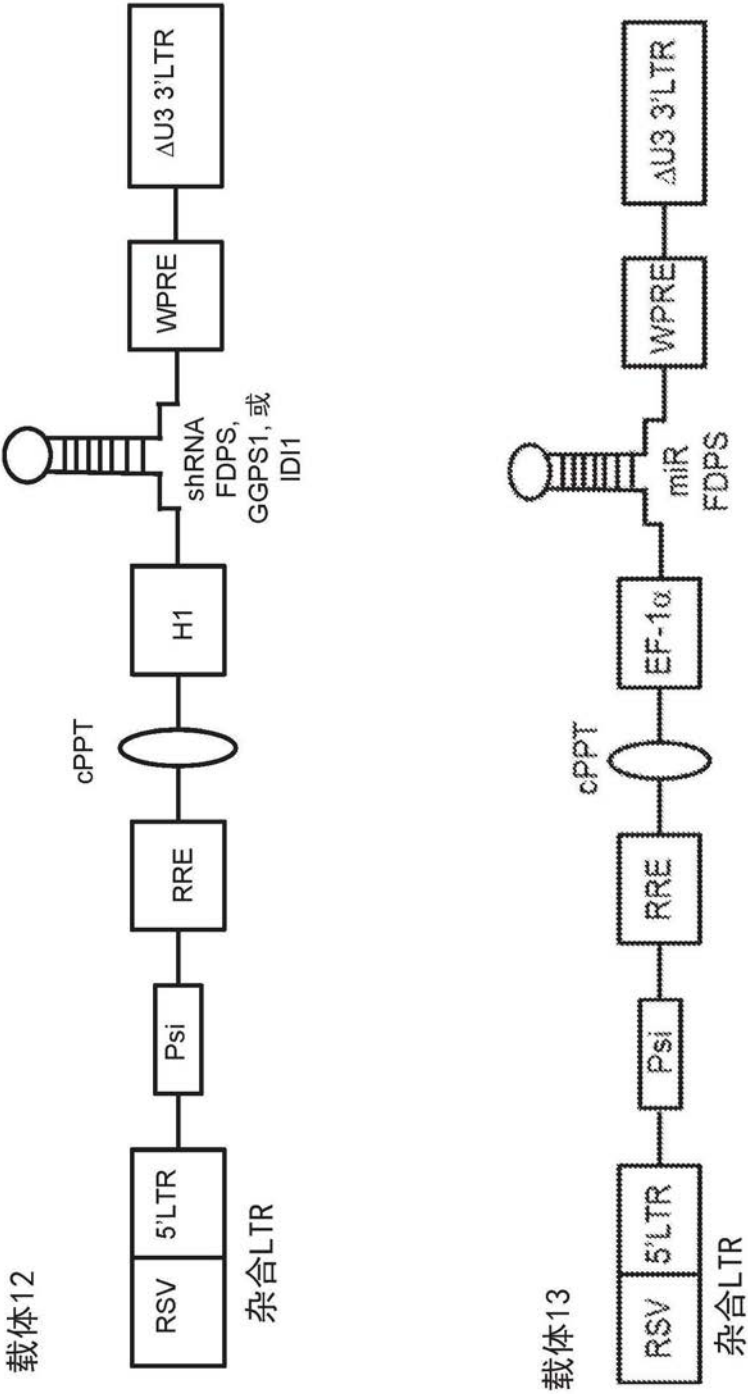 载体12
RSV
5'LTR
杂合LTR
Psi
RRE
cPPT
H1
shRNA
FDPS,
GGPS1, 或
IDI1
WPRE
ΔU3 3'LTR
载体13
RSV
5'LTR
杂合LTR
Psi
RRE
cPPT
EF-1α
miR
FDPS
WPRE
ΔU3 3'LTR